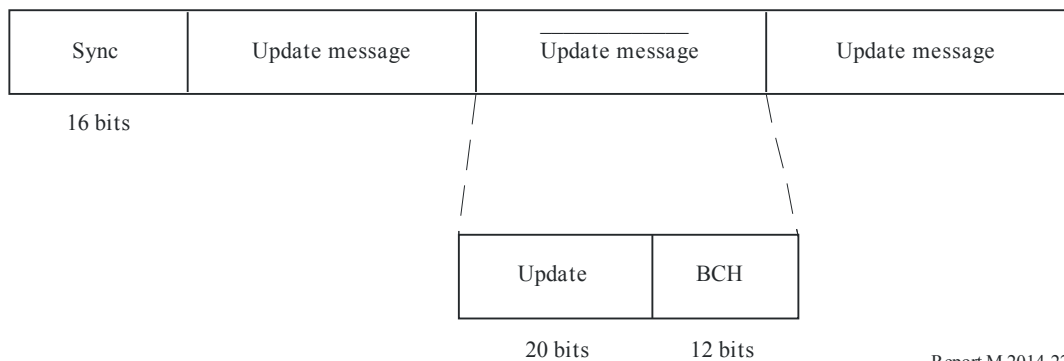 Sync Update message Update message Update message
16 bits
Update BCH
20 bits 12 bits